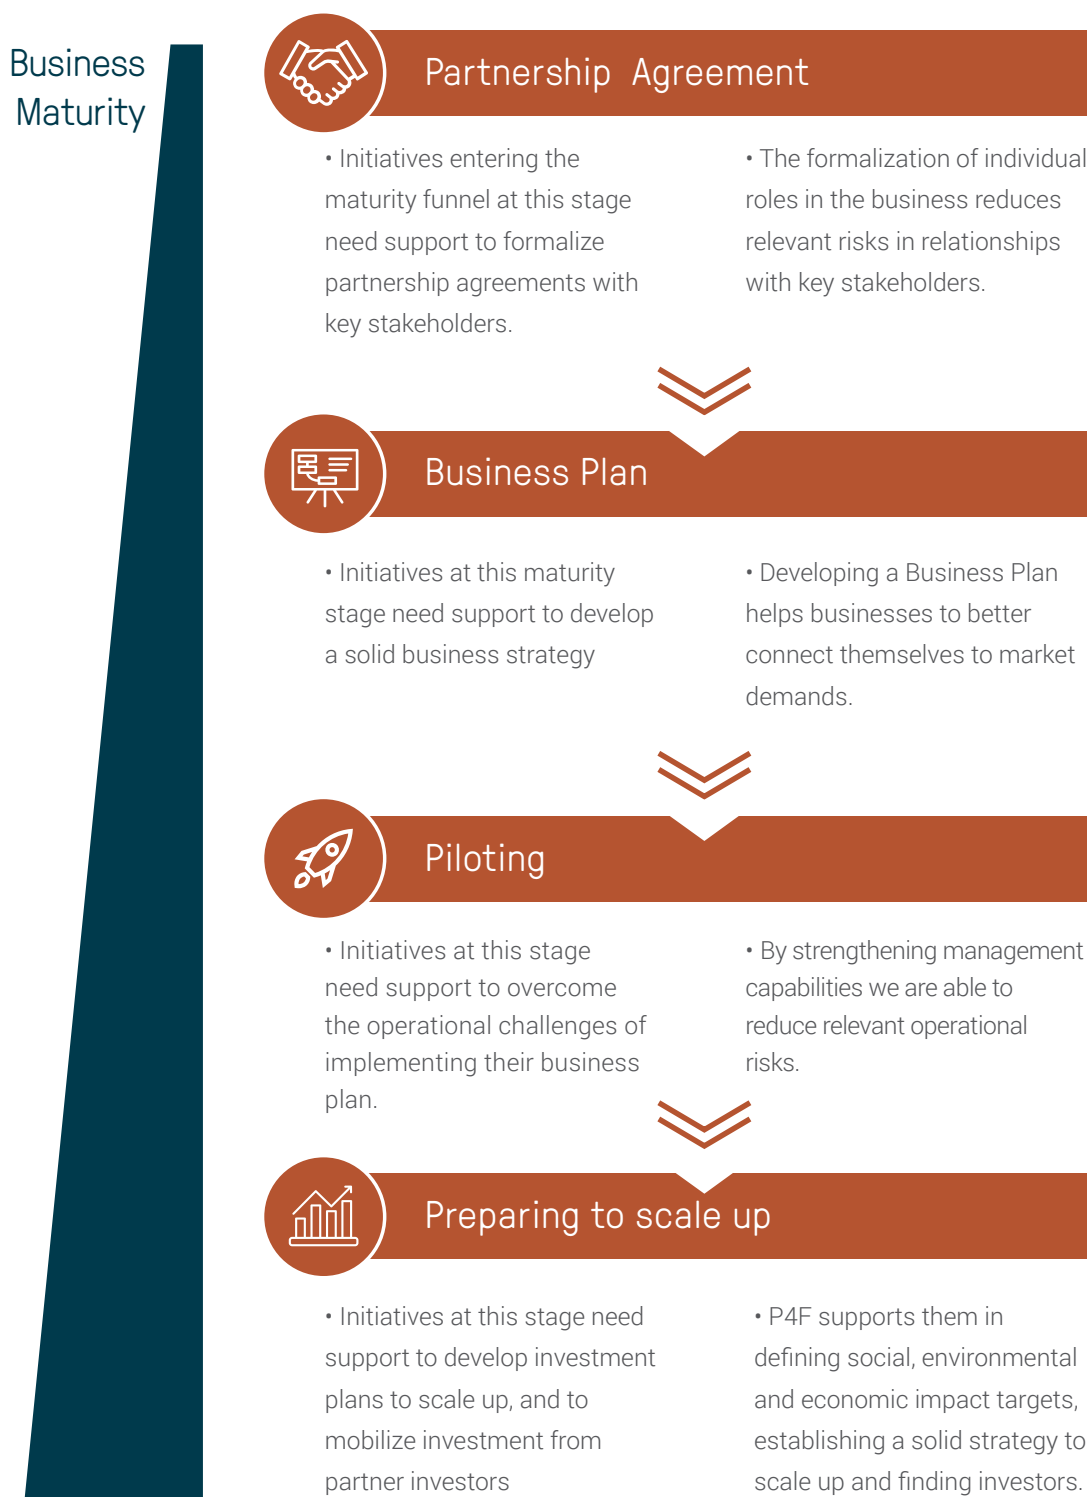 Business
Maturity
Partnership Agreement
• Initiatives entering the
maturity funnel at this stage
need support to formalize
partnership agreements with
key stakeholders.
• The formalization of individual
roles in the business reduces
relevant risks in relationships
with key stakeholders.
Business Plan
• Initiatives at this maturity
stage need support to develop
a solid business strategy
• Developing a Business Plan
helps businesses to better
connect themselves to market
demands.
Piloting
• Initiatives at this stage
need support to overcome
the operational challenges of
implementing their business
plan.
• By strengthening management
capabilities we are able to
reduce relevant operational
risks.
Preparing to scale up
• Initiatives at this stage need
support to develop investment
plans to scale up, and to
mobilize investment from
partner investors
• P4F supports them in
defining social, environmental
and economic impact targets,
establishing a solid strategy to
scale up and finding investors.